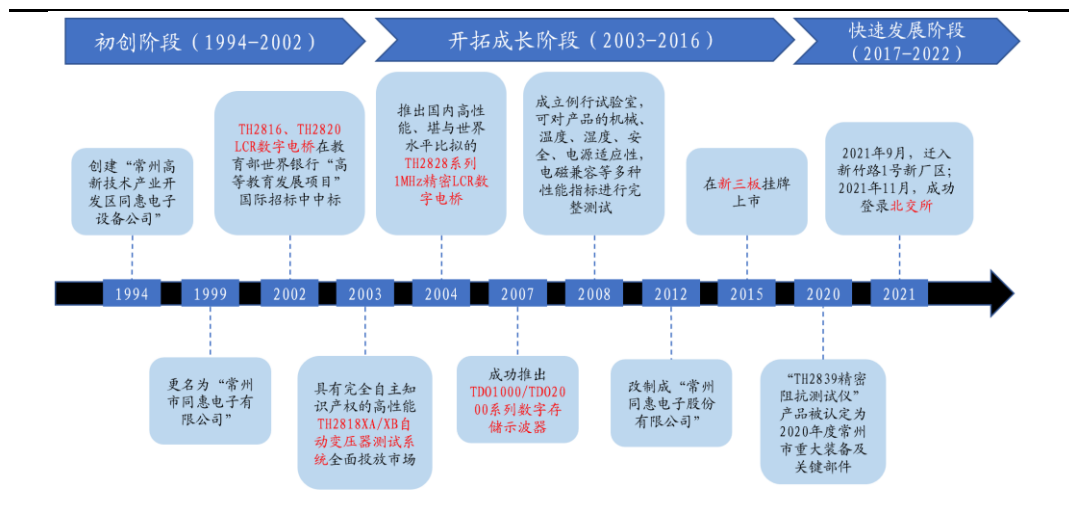 初创阶段（1994-2002）
开拓成长阶段（2003-2016）
快速发展阶段
（2017-2022）
创建“常州高
新技术产业开
发区同惠电子
设备公司”
TH2816、TH2820
LCR数字电桥在教
育部世界银行“高
等教育发展项目”
国际招标中中标
推出国内高性
能、堪与世界
水平比拟的
TH2828系列
1MHz精密LCR数
字电桥
成立例行试验室，
可对产品的机械、
温度、湿度、安
全、电源适应性，
电磁兼容等多种
性能指标进行完
整测试
在新三板挂牌
上市
2021年9月，迁入
新竹路1号新厂区；
2021年11月，成功
登录北交所
1994
1999
2002
2003
2004
2007
2008
2012
2015
2020
2021
更名为“常州
市同惠电子有
限公司”
具有完全自主知
识产权的高性能
TH2818XA/XB自
动变压器测试系
统全面投放市场
成功推出
TDO1000/TDO20
00系列数字存
储示波器
改制成“常州
同惠电子股份
有限公司”
“TH2839精密
阻抗测试仪”
产品被认定为
2020年度常州
市重大装备及
关键部件